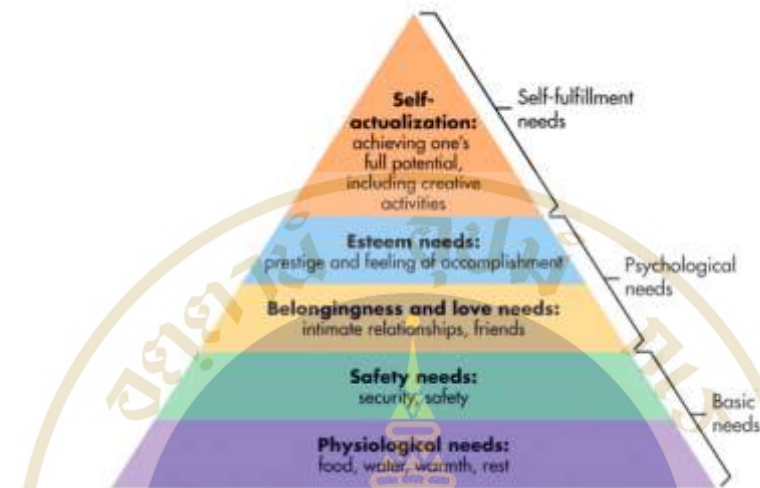 Self-
actualization:
achieving one's
full potential,
including creative
activities
Self-fulfillment
needs
Esteem needs:
prestige and feeling of accomplishment
Belongingness and love needs:
intimate relationships, friends
Psychological
needs
Safety needs:
security, safety
Physiological needs:
food, water, warmth, rest
Basic
needs